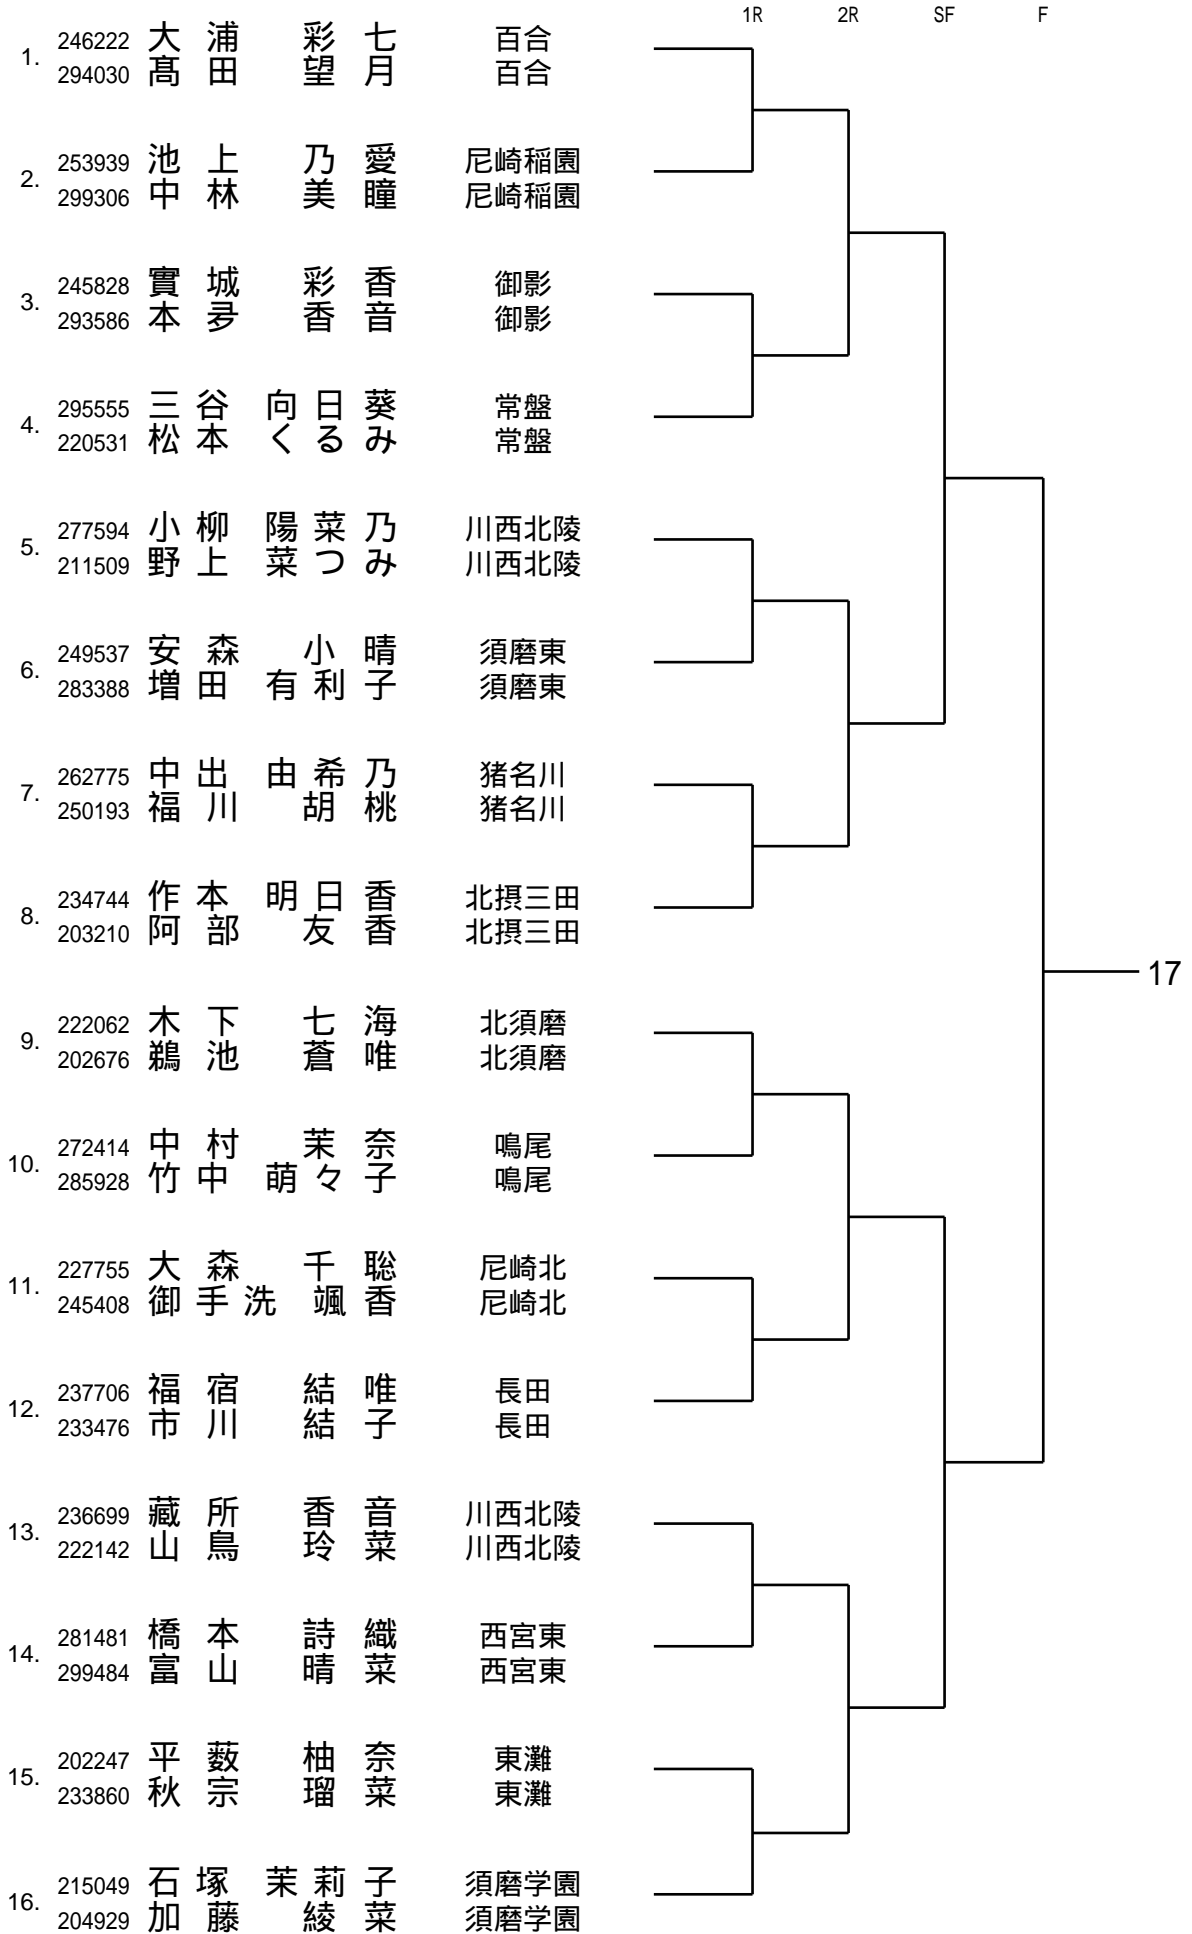 1R 2R SF F
1. 246222 大浦 彩七 百合
294030 髙田 望月 百合
2. 253939 池上 乃愛 尼崎稲園
299306 中林 美瞳 尼崎稲園
3. 245828 實城 彩香 御影
293586 本夛 香音 御影
4. 295555 三谷 向日葵 常盤
220531 松本 くるみ 常盤
5. 277594 小柳 陽菜乃 川西北陵
211509 野上 菜つみ 川西北陵
6. 249537 安森 小晴 須磨東
283388 増田 有利子 須磨東
7. 262775 中出 由希乃 猪名川
250193 福川 胡桃 猪名川
8. 234744 作本 明日香 北摂三田
203210 阿部 友香 北摂三田
17
9. 222062 木下 七海 北須磨
202676 鵜池 蒼唯 北須磨
10. 272414 中村 茉奈 鳴尾
285928 竹中 萌々子 鳴尾
11. 227755 大森 千聡 尼崎北
245408 御手洗 颯香 尼崎北
12. 237706 福宿 結唯 長田
233476 市川 結子 長田
13. 236699 藏所 香音 川西北陵
222142 山鳥 玲菜 川西北陵
14. 281481 橋本 詩織 西宮東
299484 富山 晴菜 西宮東
15. 202247 平薮 柚奈 東灘
233860 秋宗 瑠菜 東灘
16. 215049 石塚 茉莉子 須磨学園
204929 加藤 綾菜 須磨学園